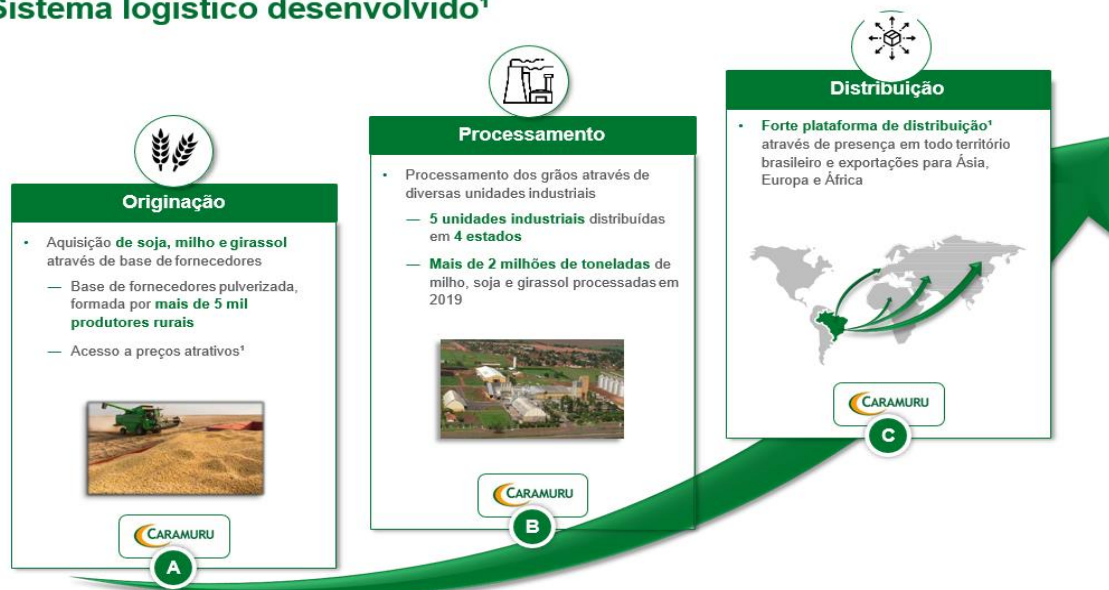 Sistema logístico desenvolvido¹
Originação
• Aquisição de soja, milho e girassol
através de base de fornecedores
— Base de fornecedores pulverizada,
formada por mais de 5 mil
produtores rurais
— Acesso a preços atrativos¹
CARAMURU
A
Processamento
• Processamento dos grãos através de
diversas unidades industriais
— 5 unidades industriais distribuídas
em 4 estados
— Mais de 2 milhões de toneladas de
milho, soja e girassol processadas em
2019
CARAMURU
B
Distribuição
• Forte plataforma de distribuição¹
através de presença em todo território
brasileiro e exportações para Ásia,
Europa e África
CARAMURU
C